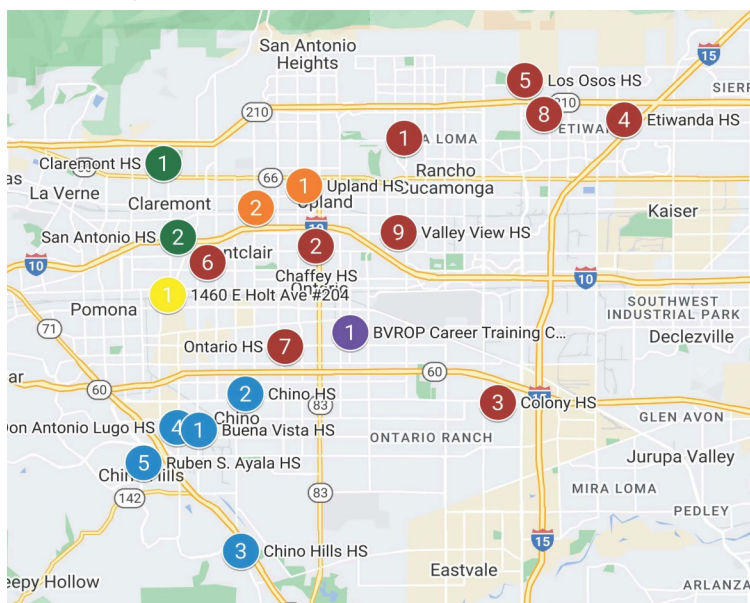 San Antonio
Heights
15
5
Los Osos HS
SIERR
210
210
8
ETIWAN
4
Etiwanda HS
1
A LOMA
Claremont HS
1
66
Rancho
Cucamonga
as
La Verne
Claremont
1
Upland HS
2
Upland
Kaiser
San Antonio HS
2
10
9
Valley View HS
ntclair
6
2
10
10
Chaffey HS
Ontario
1
1460 E Holt Ave #204
SOUTHWEST
INDUSTRIAL PARK
Pomona
71
1
BVROP Career Training C...
Declezville
Ontario HS
7
ar
60
60
2
Chino HS
83
3
Colony HS
15
GLEN AVON
Chino
on Antonio Lugo HS
4
1
Buena Vista HS
ONTARIO RANCH
Jurupa Valley
5
Ruben S. Ayala HS
Chino Hills
142
83
MIRA LOMA
PEDLEY
15
3
Chino Hills HS
eepy Hollow
Eastvale
ARLANZA